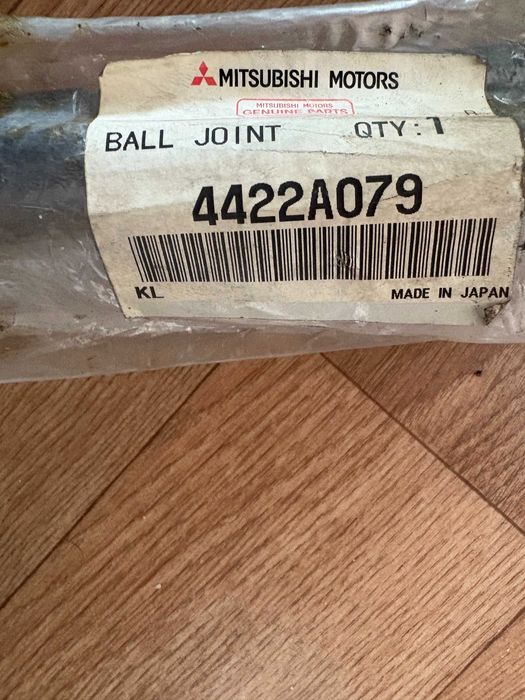 MITSUBISHI MOTORS
MITSUBISHI MOTORS
GENUINE PARTS
BALL JOINT QTY:1
4422A079
KL MADE IN JAPAN